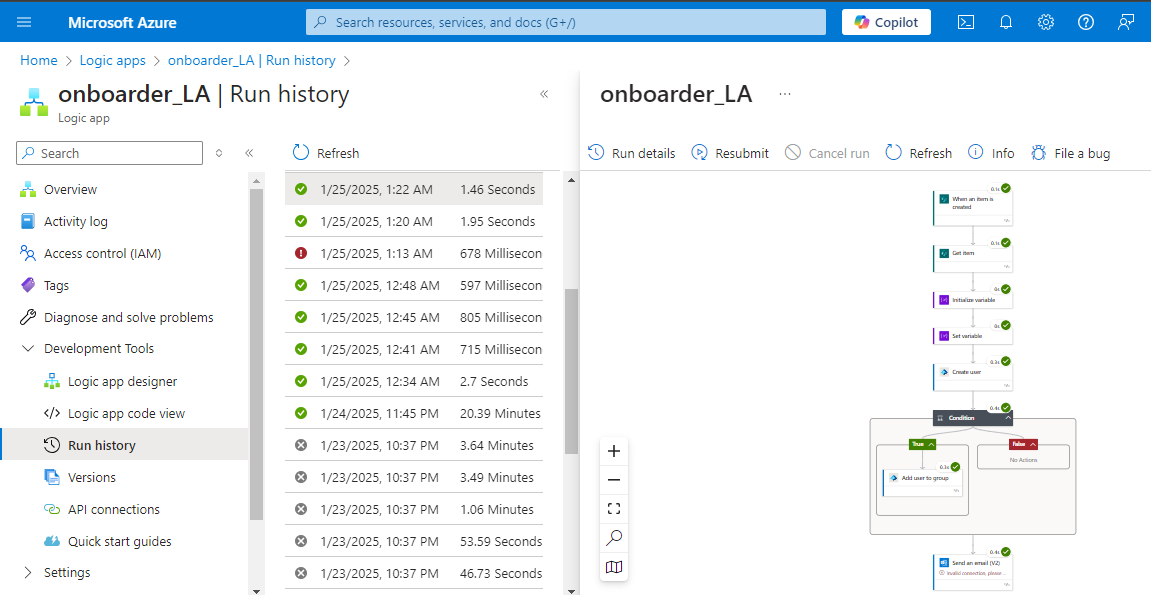 Microsoft Azure
Search resources, services, and docs (G+/)
Copilot
Home > Logic apps > onboarder_LA | Run history >
onboarder_LA | Run history
Logic app
Search
Overview
Activity log
Access control (IAM)
Tags
Diagnose and solve problems
Development Tools
Logic app designer
Logic app code view
Run history
Versions
API connections
Quick start guides
Settings
Refresh
1/25/2025, 1:22 AM 1.46 Seconds
1/25/2025, 1:20 AM 1.95 Seconds
1/25/2025, 1:13 AM 678 Millisecon
1/25/2025, 12:48 AM 597 Millisecon
1/25/2025, 12:45 AM 805 Millisecon
1/25/2025, 12:41 AM 715 Millisecon
1/25/2025, 12:34 AM 2.7 Seconds
1/24/2025, 11:45 PM 20.39 Minutes
1/23/2025, 10:37 PM 3.64 Minutes
1/23/2025, 10:37 PM 3.49 Minutes
1/23/2025, 10:37 PM 1.06 Minutes
1/23/2025, 10:37 PM 53.59 Seconds
1/23/2025, 10:37 PM 46.73 Seconds
onboarder_LA ...
Run details Resubmit Cancel run Refresh Info File a bug
0.1s
When an item is
created
0.1s
Get item
0s
Initialize variable
0s
Set variable
0.3s
Create user
0.4s
Condition
True
False
No Actions
0.3s
Add user to group
0.4s
Send an email (V2)
Invalid connection, please ...